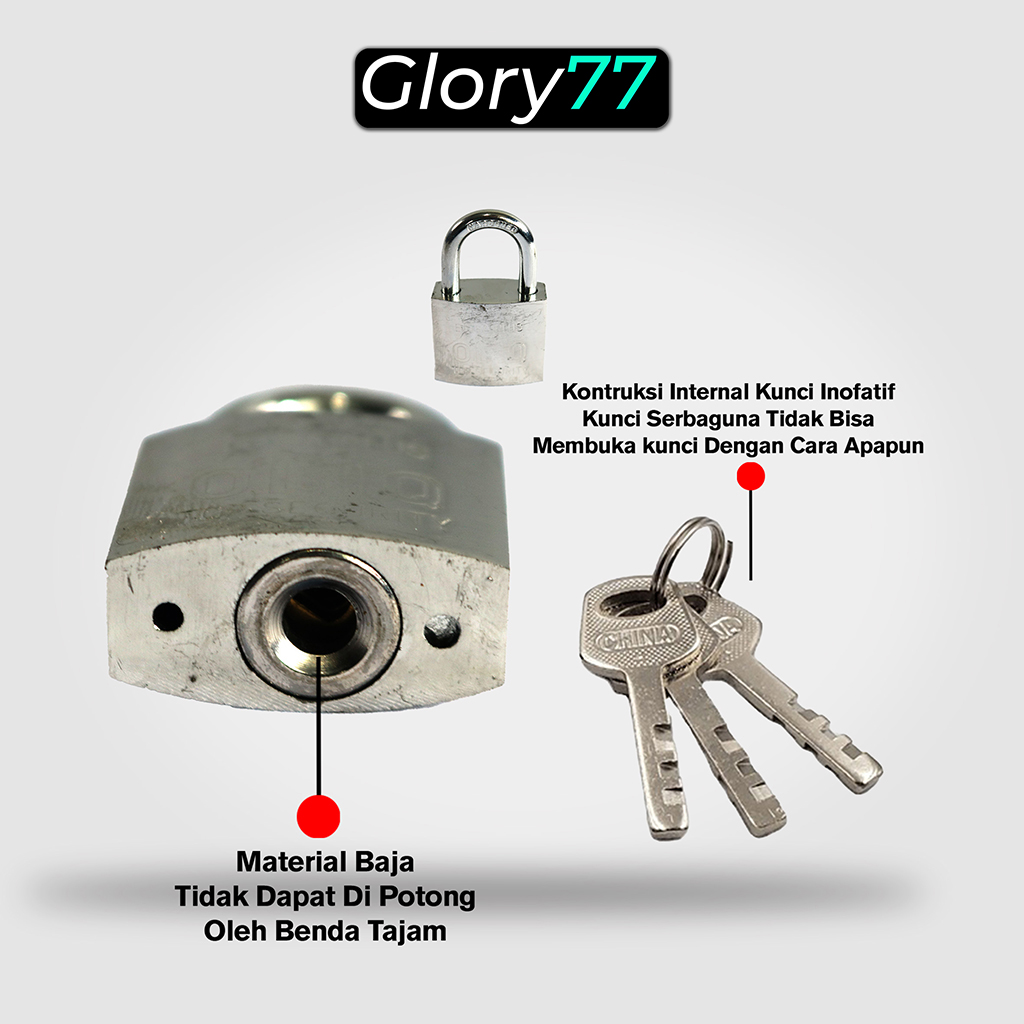 Glory77
HARDENED
Kontruksi Internal Kunci Inofatif
Kunci Serbaguna Tidak Bisa
Membuka kunci Dengan Cara Apapun
CHINA
Material Baja
Tidak Dapat Di Potong
Oleh Benda Tajam